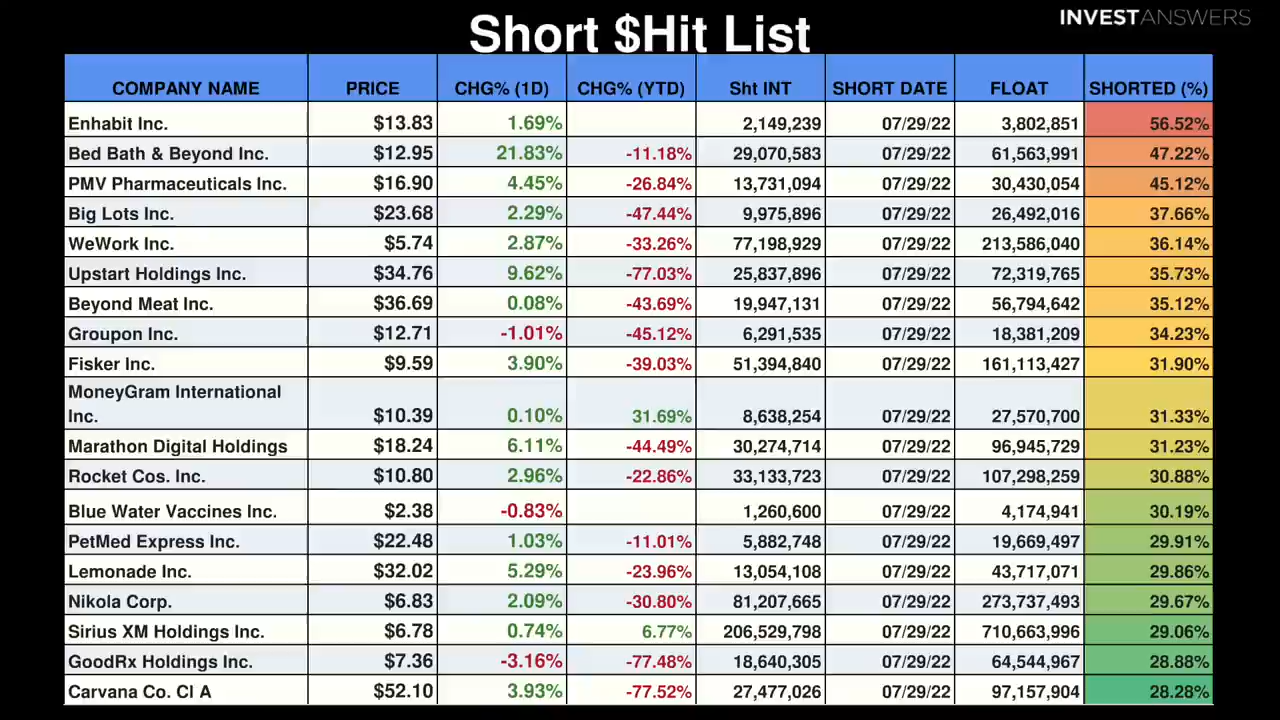 INVESTANSWERS
Short $Hit List
COMPANY NAME PRICE CHG% (1D) CHG% (YTD) Sht INT SHORT DATE FLOAT SHORTED (%)
Enhabit Inc. $13.83 1.69% 2,149,239 07/29/22 3,802,851 56.52%
Bed Bath & Beyond Inc. $12.95 21.83% -11.18% 29,070,583 07/29/22 61,563,991 47.22%
PMV Pharmaceuticals Inc. $16.90 4.45% -26.84% 13,731,094 07/29/22 30,430,054 45.12%
Big Lots Inc. $23.68 2.29% -47.44% 9,975,896 07/29/22 26,492,016 37.66%
WeWork Inc. $5.74 2.87% -33.26% 77,198,929 07/29/22 213,586,040 36.14%
Upstart Holdings Inc. $34.76 9.62% -77.03% 25,837,896 07/29/22 72,319,765 35.73%
Beyond Meat Inc. $36.69 0.08% -43.69% 19,947,131 07/29/22 56,794,642 35.12%
Groupon Inc. $12.71 -1.01% -45.12% 6,291,535 07/29/22 18,381,209 34.23%
Fisker Inc. $9.59 3.90% -39.03% 51,394,840 07/29/22 161,113,427 31.90%
MoneyGram International
Inc. $10.39 0.10% 31.69% 8,638,254 07/29/22 27,570,700 31.33%
Marathon Digital Holdings $18.24 6.11% -44.49% 30,274,714 07/29/22 96,945,729 31.23%
Rocket Cos. Inc. $10.80 2.96% -22.86% 33,133,723 07/29/22 107,298,259 30.88%
Blue Water Vaccines Inc. $2.38 -0.83% 1,260,600 07/29/22 4,174,941 30.19%
PetMed Express Inc. $22.48 1.03% -11.01% 5,882,748 07/29/22 19,669,497 29.91%
Lemonade Inc. $32.02 5.29% -23.96% 13,054,108 07/29/22 43,717,071 29.86%
Nikola Corp. $6.83 2.09% -30.80% 81,207,665 07/29/22 273,737,493 29.67%
Sirius XM Holdings Inc. $6.78 0.74% 6.77% 206,529,798 07/29/22 710,663,996 29.06%
GoodRx Holdings Inc. $7.36 -3.16% -77.48% 18,640,305 07/29/22 64,544,967 28.88%
Carvana Co. Cl A $52.10 3.93% -77.52% 27,477,026 07/29/22 97,157,904 28.28%